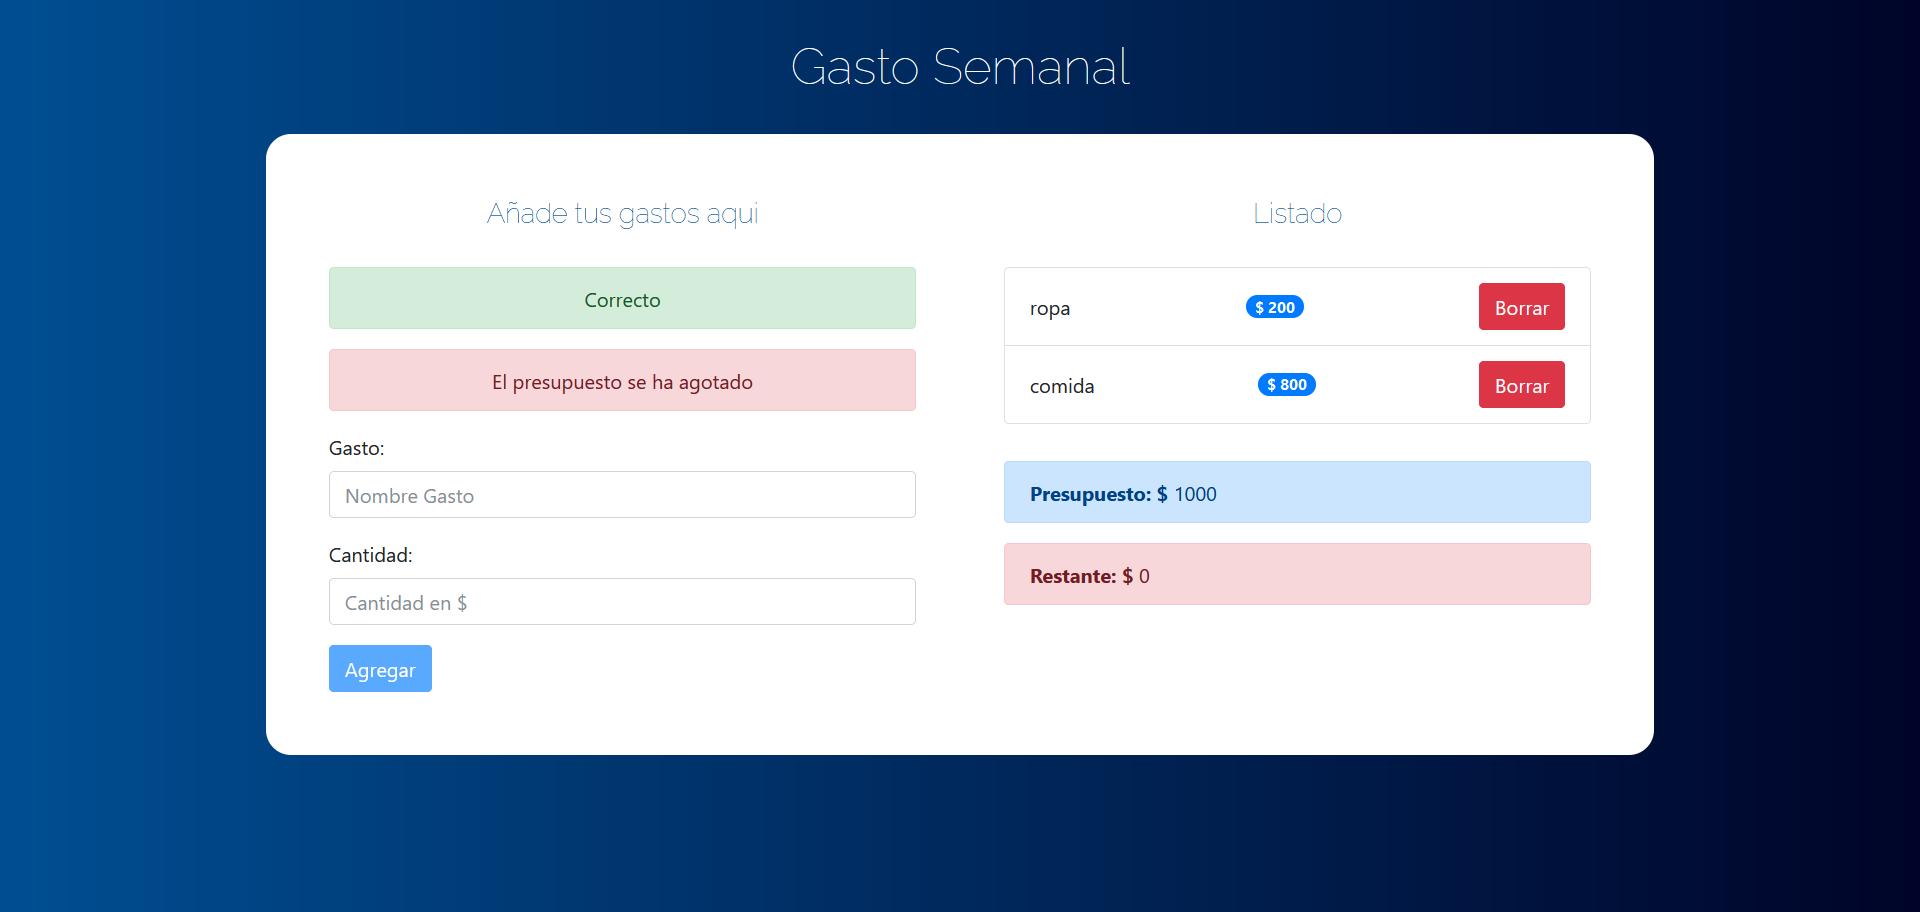 Gasto Semanal
Añade tus gastos aqui
Correcto
El presupuesto se ha agotado
Gasto:
Nombre Gasto
Cantidad:
Cantidad en $
Agregar
Listado
ropa $ 200 Borrar
comida $ 800 Borrar
Presupuesto: $ 1000
Restante: $ 0